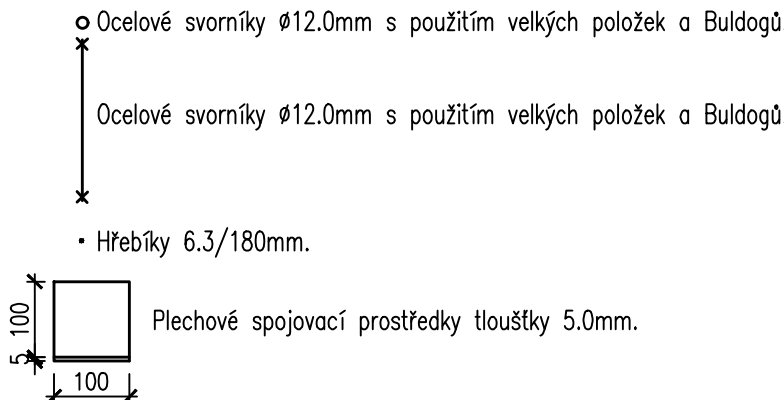 Ocelové svorníky ø12.0mm s použitím velkých položek a Buldogů
Ocelové svorníky ø12.0mm s použitím velkých položek a Buldogů
Hřebíky 6.3/180mm.
Plechové spojovací prostředky tloušťky 5.0mm.
100
5
100